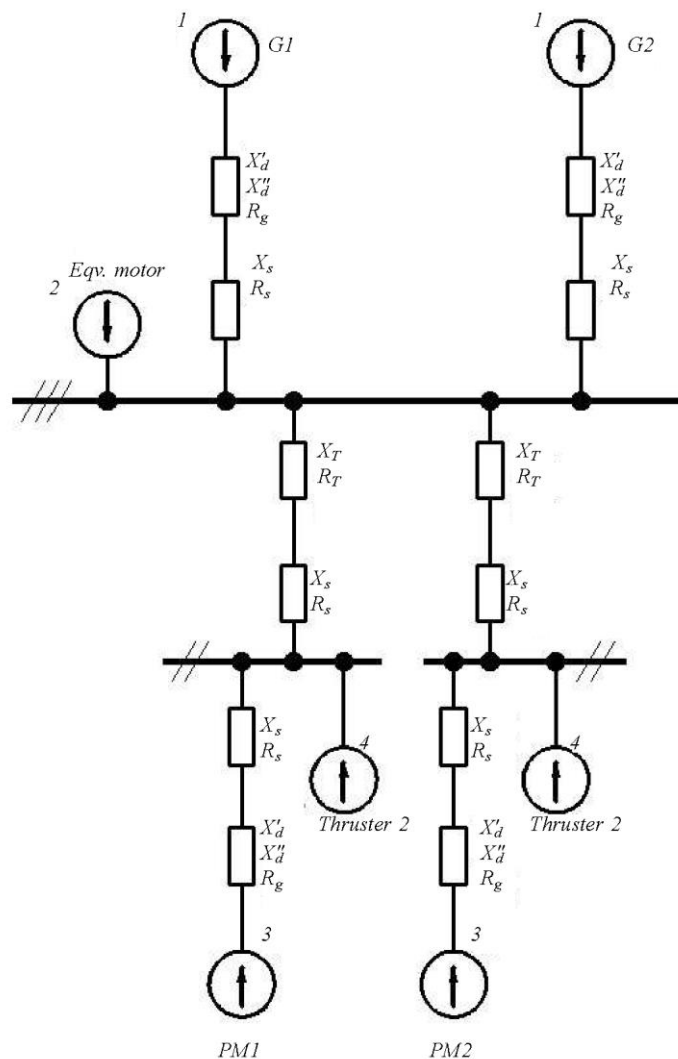 1
G1
1
G2
X'd
X''d
Rg
X'd
X''d
Rg
Xs
Rs
Xs
Rs
Eqv. motor
2
XT
RT
XT
RT
Xs
Rs
Xs
Rs
Xs
Rs
4
Thruster 2
Xs
Rs
4
Thruster 2
X'd
X''d
Rg
X'd
X''d
Rg
3
3
PM1
PM2